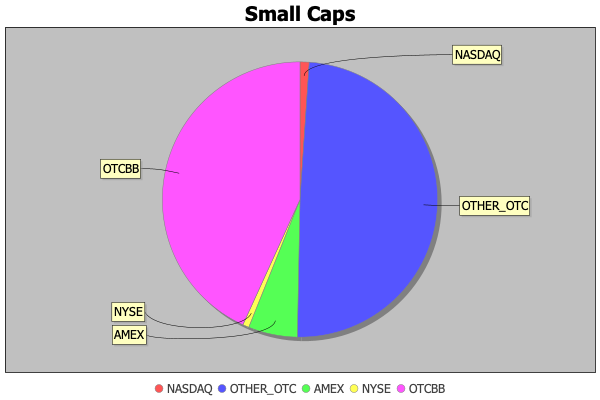 Small Caps
NASDAQ
OTCBB
OTHER_OTC
NYSE
AMEX
NASDAQ OTHER_OTC AMEX NYSE OTCBB